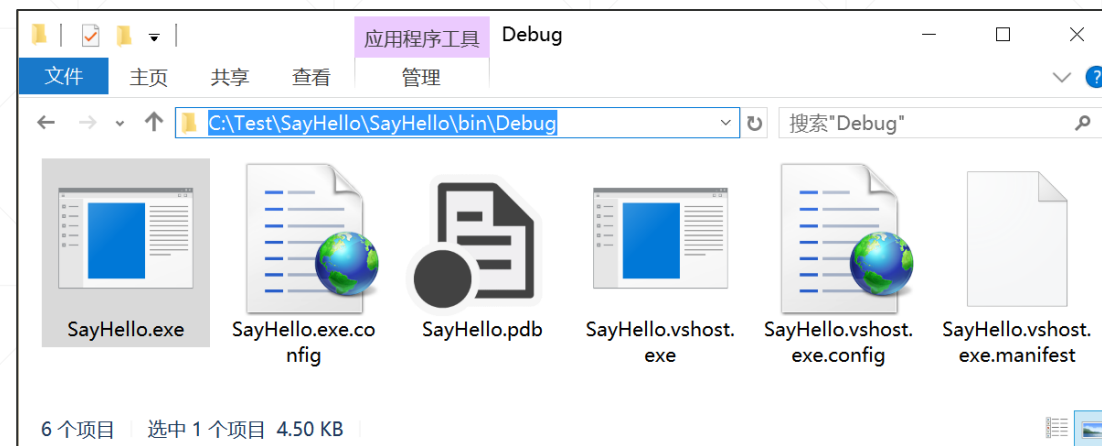 应用程序工具 Debug
文件 主页 共享 查看 管理
?
C:\Test\SayHello\SayHello\bin\Debug
搜索"Debug"
SayHello.exe
SayHello.exe.co
nfig
SayHello.pdb
SayHello.vshost.
exe
SayHello.vshost.
exe.config
SayHello.vshost.
exe.manifest
6 个项目 选中 1 个项目 4.50 KB